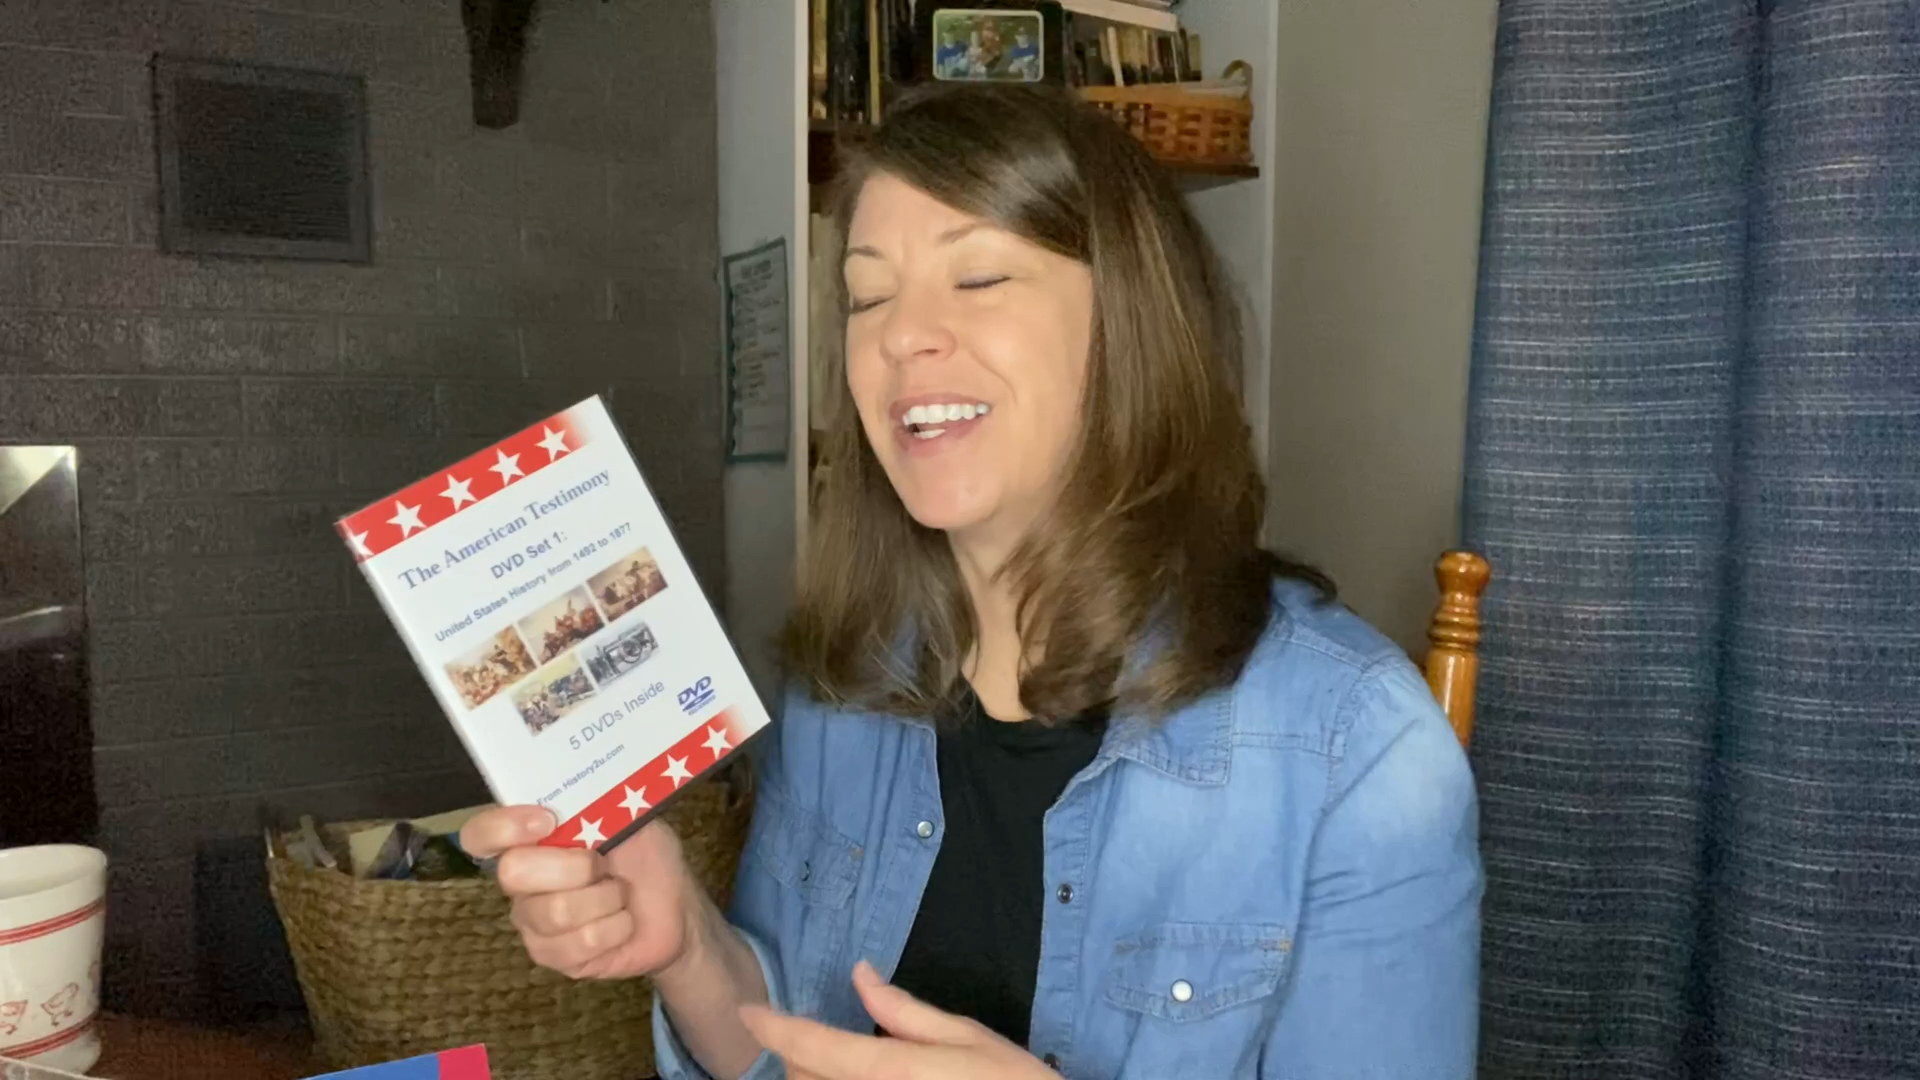 The American Testimony
DVD Set 1:
United States History from 1492 to 1877
5 DVDs Inside
DVD
From History2u.com